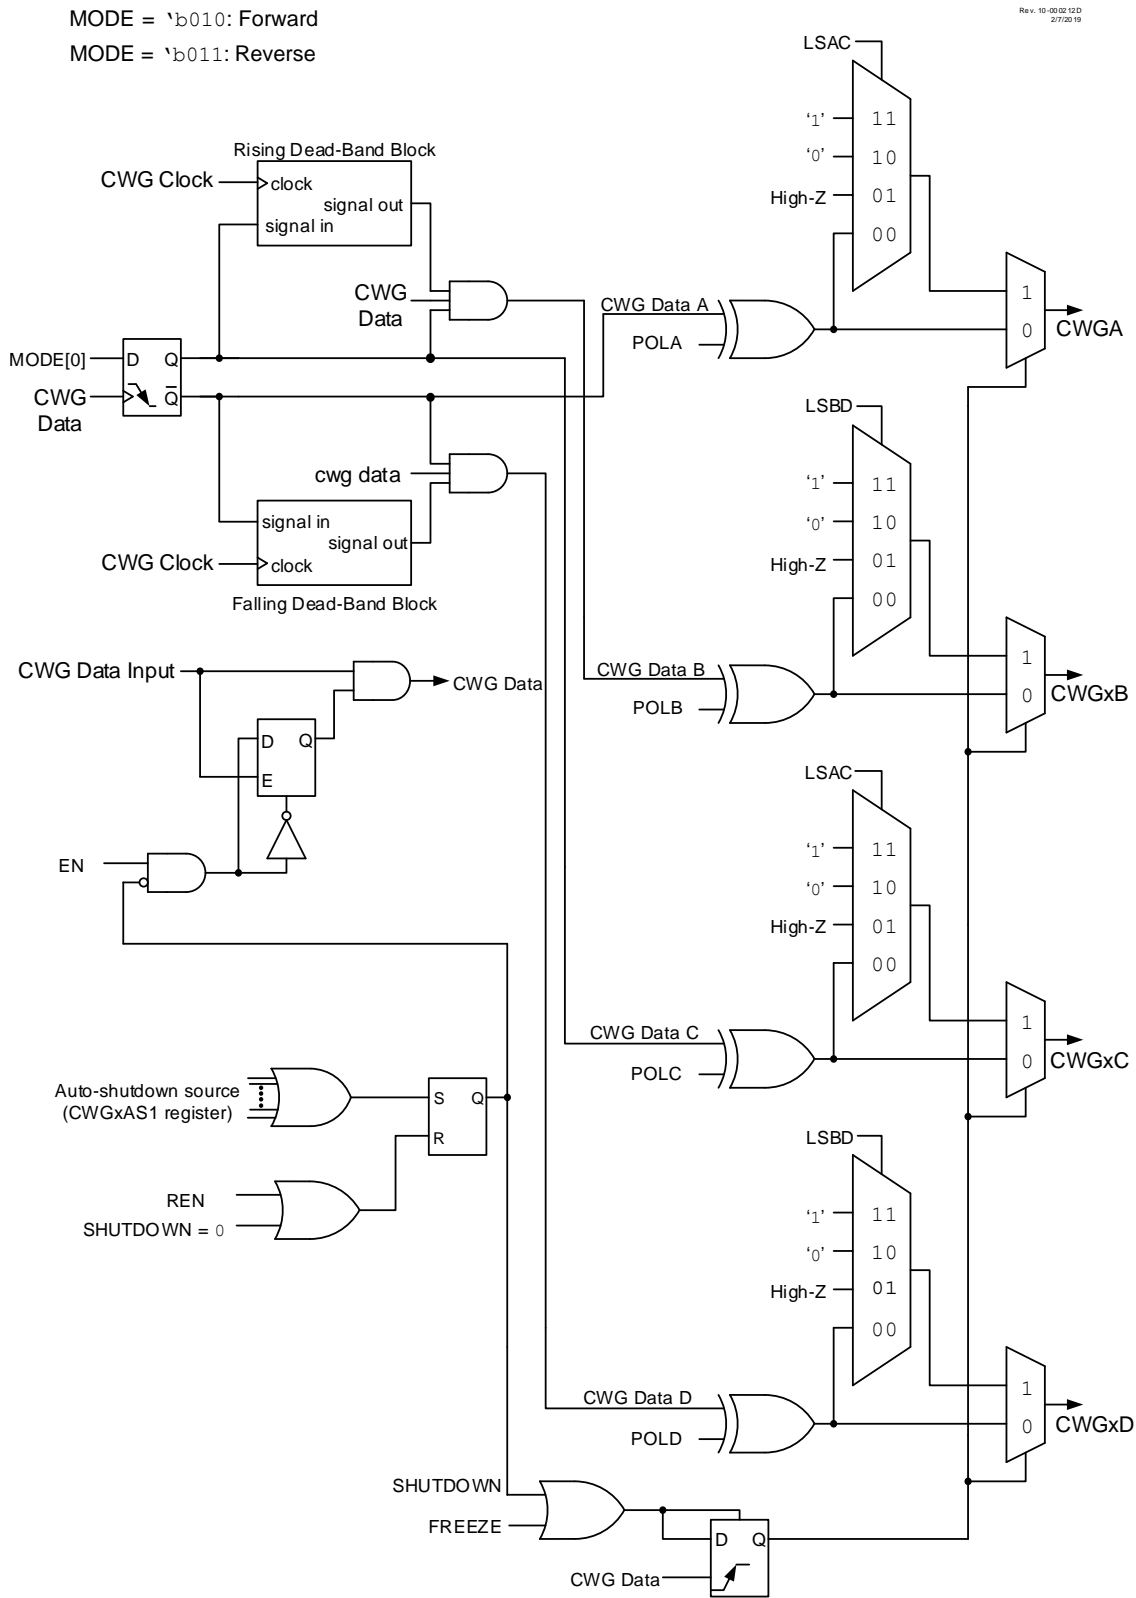 MODE = ‘b010: Forward
MODE = ‘b011: Reverse
Rev. 10-000212D
2/7/2019
LSAC
‘1’
11
‘0’
10
High-Z
01
00
Rising Dead-Band Block
CWG Clock
clock
signal out
signal in
CWG
Data
CWG Data A
POLA
1
0
CWGA
MODE[0]
D
Q
CWG
Data
Q
LSBD
‘1’
11
‘0’
10
High-Z
01
00
cwg data
signal in
signal out
CWG Clock
clock
Falling Dead-Band Block
CWG Data Input
CWG Data
D
Q
E
CWG Data B
POLB
1
0
CWGxB
LSAC
‘1’
11
‘0’
10
High-Z
01
00
EN
CWG Data C
POLC
1
0
CWGxC
Auto-shutdown source
(CWGxAS1 register)
S
Q
R
REN
SHUTDOWN = 0
LSBD
‘1’
11
‘0’
10
High-Z
01
00
CWG Data D
POLD
1
0
CWGxD
SHUTDOWN
FREEZE
D
Q
CWG Data